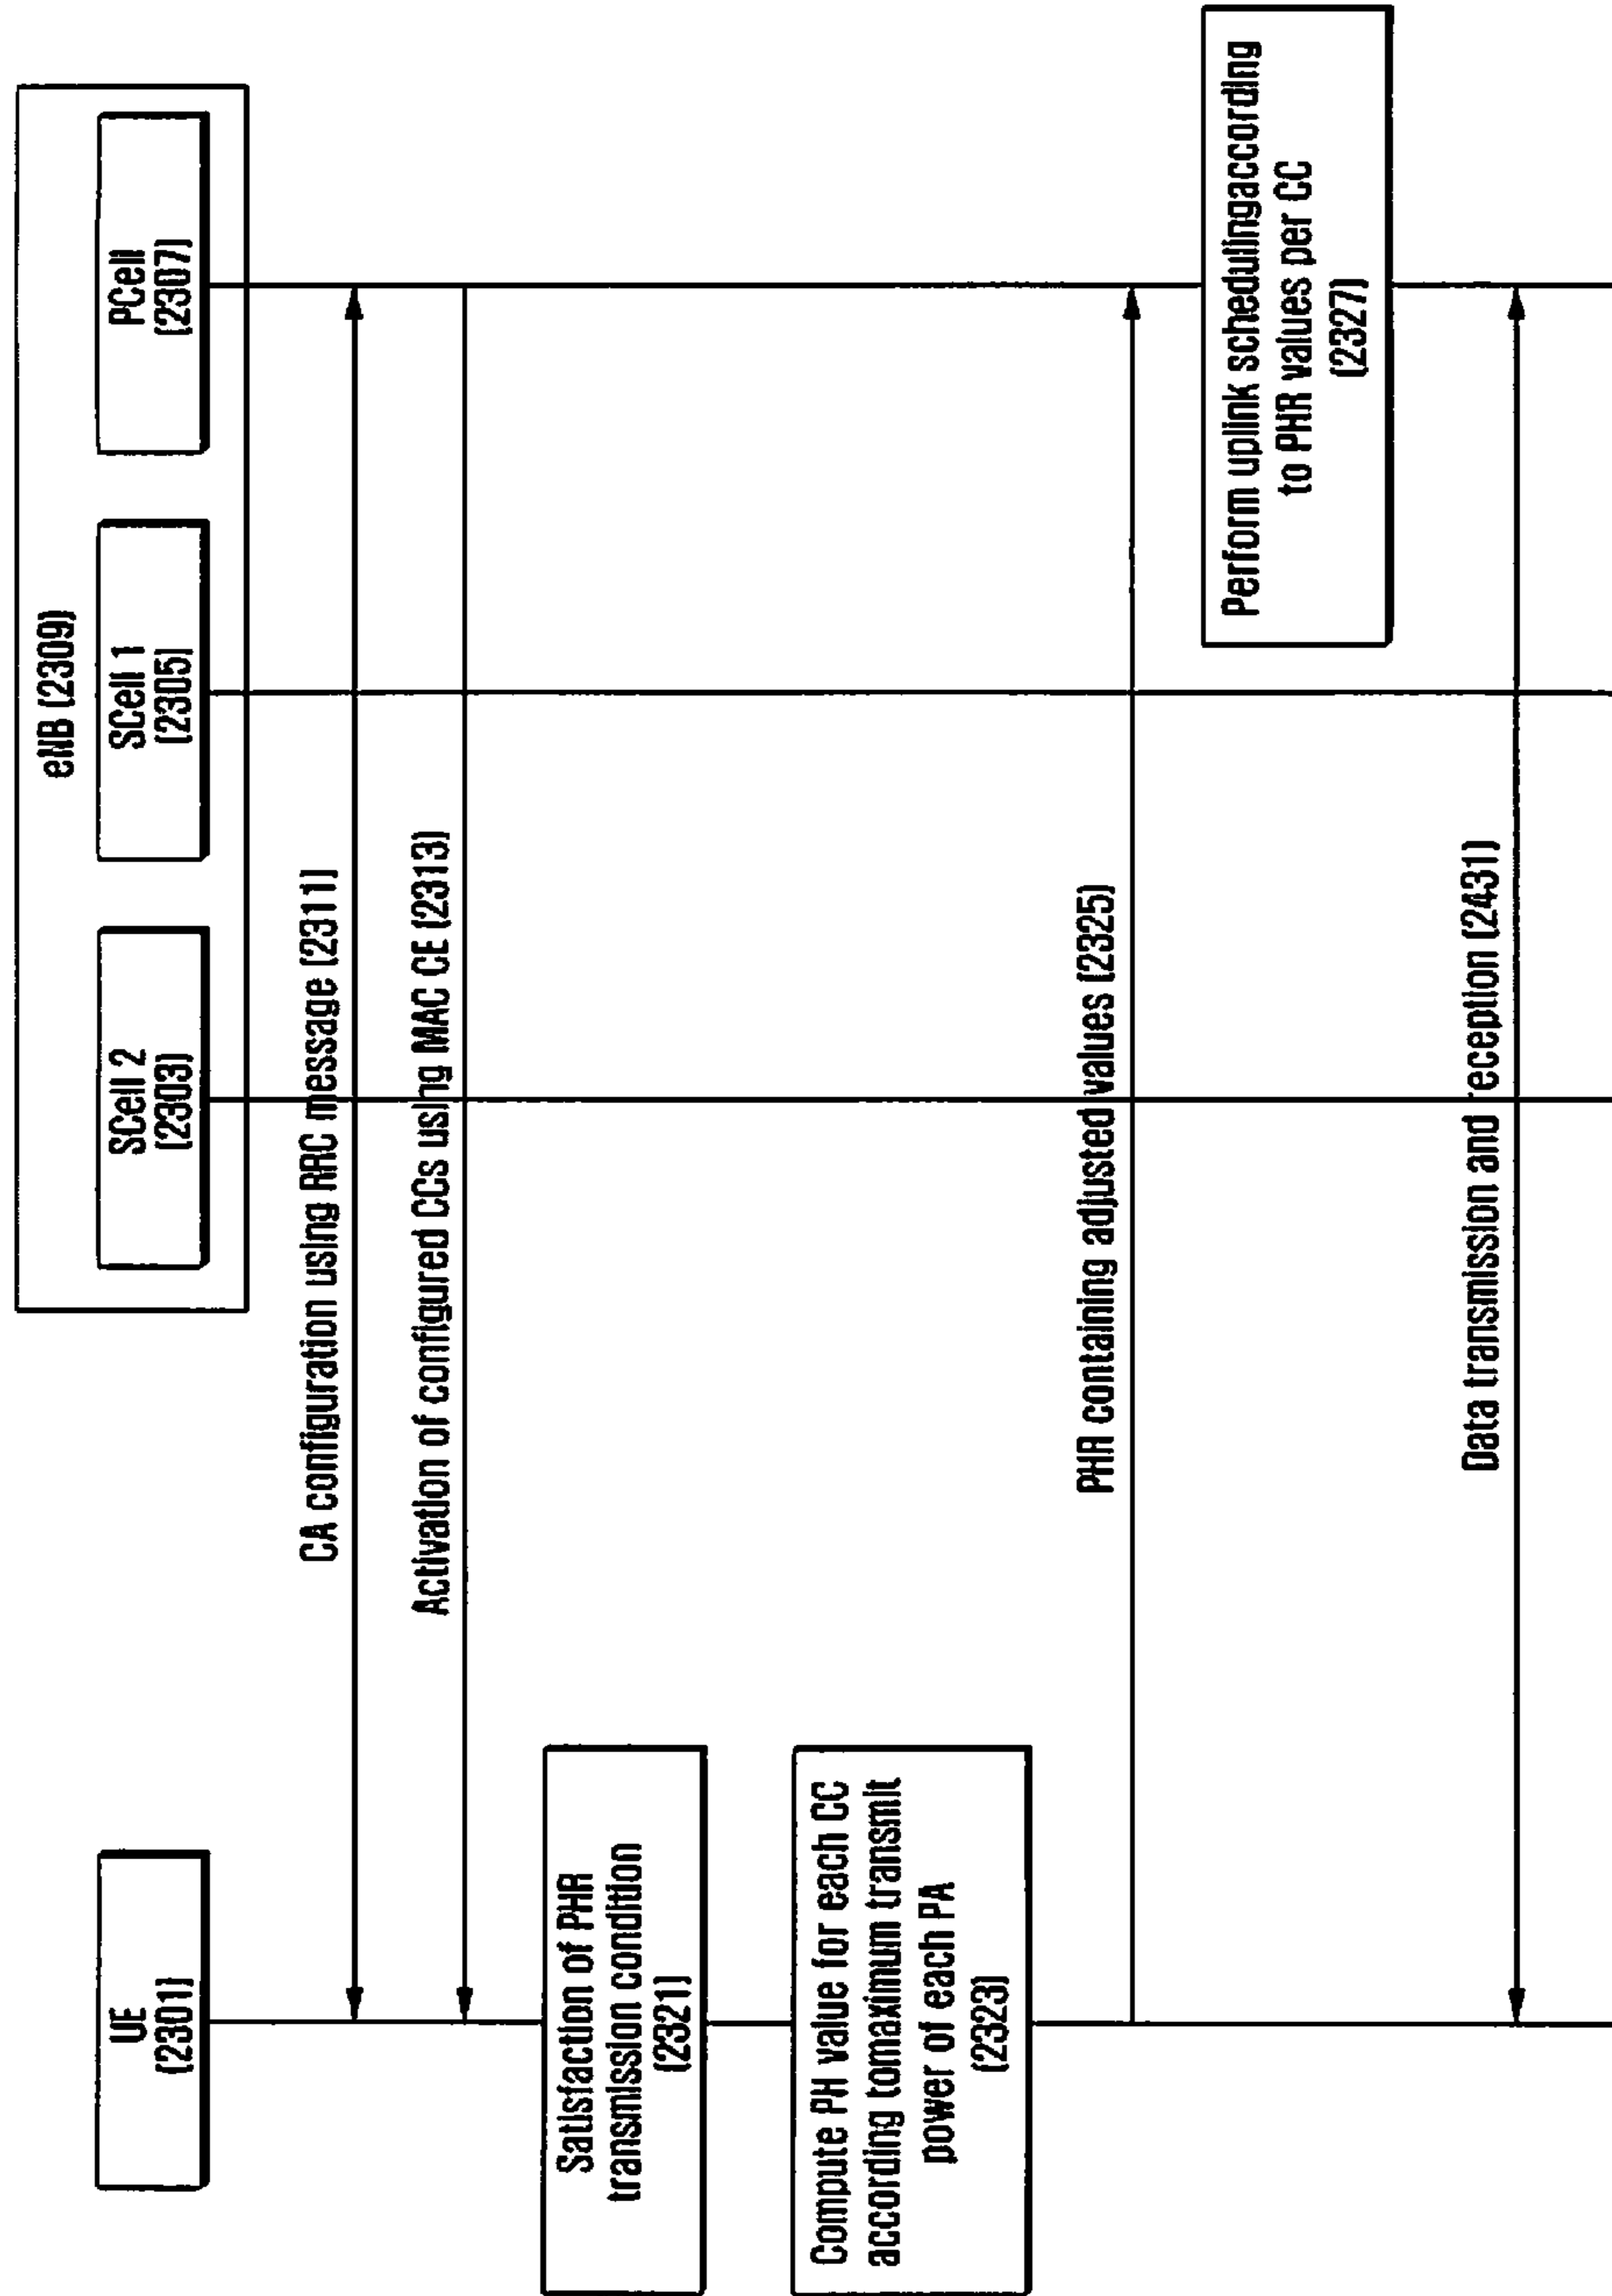 eNB (2309)
UE
(2301)
SCell 2
(2303)
SCell 1
(2305)
PCell
(2307)
CA configuration using RRC message (2311)
Activation of configured CCs using MAC CE (2313)
Satisfaction of PHR
transmission condition
(2321)
Compute PH value for each CC
according tomaximum transmit
power of each PA
(2323)
PHR containing adjusted values (2325)
Perform uplink schedulingaccording
to PHR values per CC
(2327)
Data transmission and reception (2431)